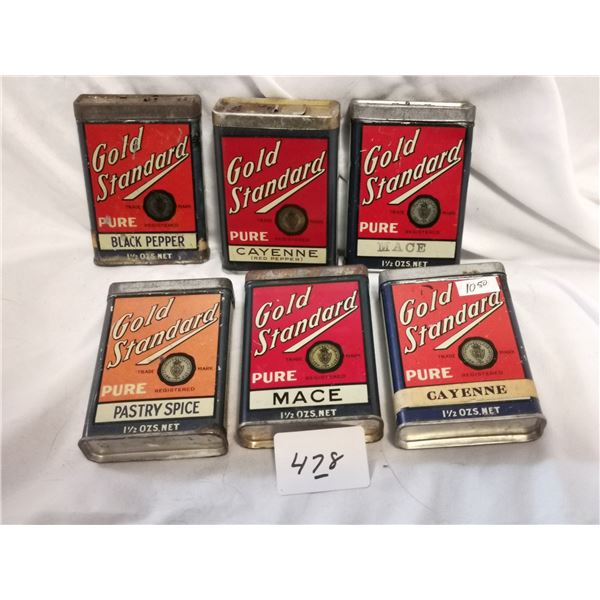 Gold
Standard
TRADE MARK
PURE REGISTERED
BLACK PEPPER
1½ OZS. NET
Gold
Standard
TRADE MARK
PURE REGISTERED
CAYENNE
(RED PEPPER)
Gold
Standard
TRADE MARK
PURE REGISTERED
MACE
1½ OZS. NET
Gold
Standard
TRADE MARK
PURE REGISTERED
PASTRY SPICE
1½ OZS. NET
Gold
Standard
TRADE MARK
PURE REGISTERED
MACE
1½ OZS. NET
10 50
Gold
Standard
TRADE MARK
PURE REGISTERED
CAYENNE
1½ OZS. NET
478